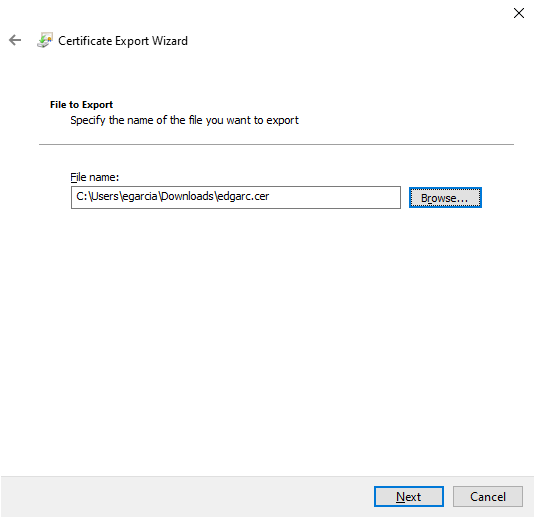 Certificate Export Wizard
File to Export
Specify the name of the file you want to export
File name:
C:\Users\egarcia\Downloads\edgarc.cer
Browse...
Next
Cancel